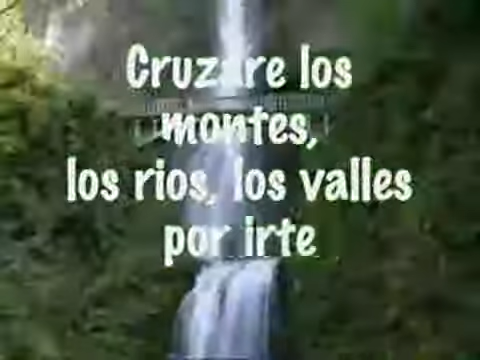 Cruzare los
montes,
los rios, los valles
por irte